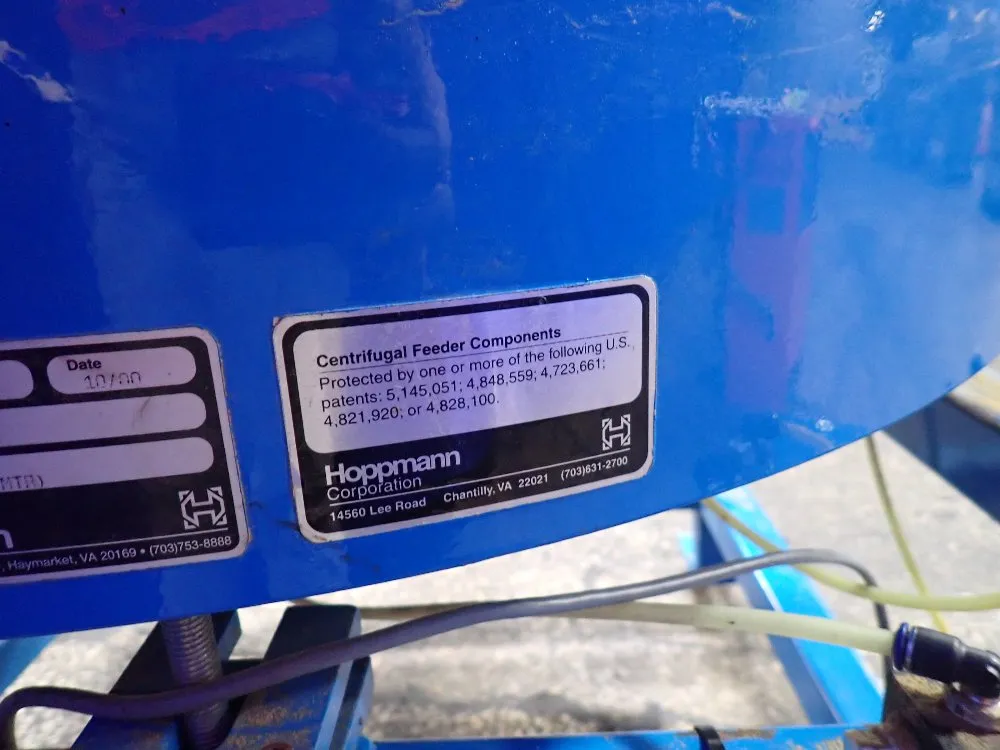 Date
10/00
MTR)
, Haymarket, VA 20169 • (703)753-8888
Centrifugal Feeder Components
Protected by one or more of the following U.S.
patents: 5,145,051; 4,848,559; 4,723,661;
4,821,920; or 4,828,100.
Hoppmann
Corporation
14560 Lee Road Chantilly, VA 22021 (703)631-2700